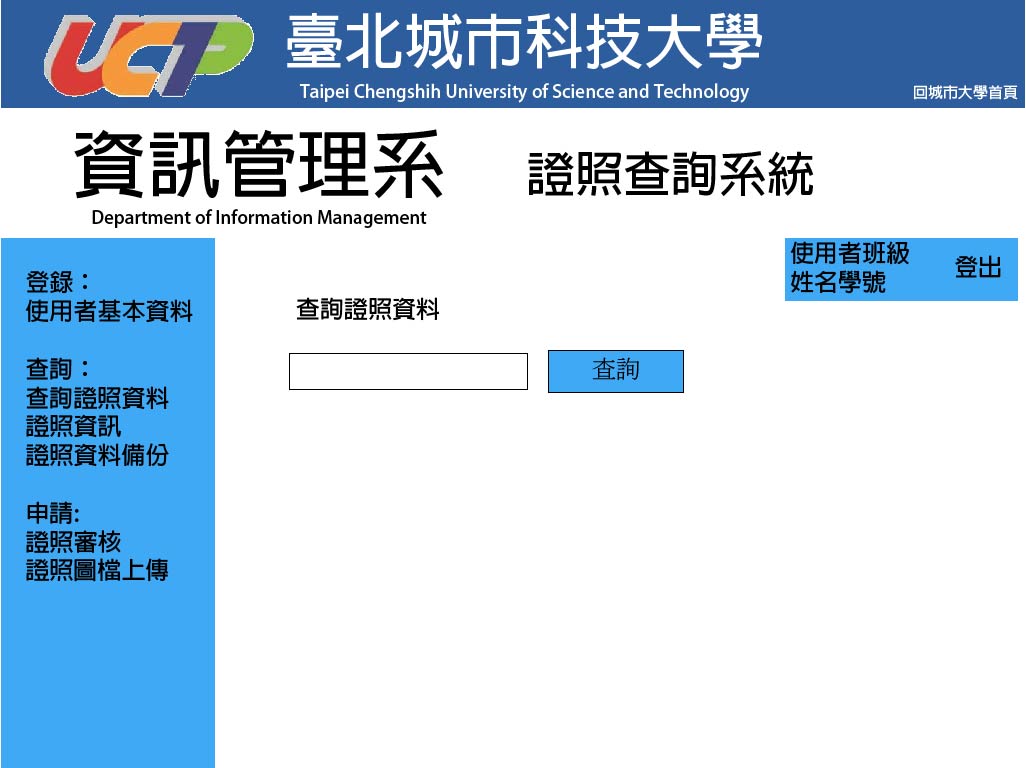 UCTP
臺北城市科技大學
Taipei Chengshih University of Science and Technology
回城市大學首頁
資訊管理系
證照查詢系統
Department of Information Management
使用者班級
姓名學號
登出
登錄：
使用者基本資料
查詢：
查詢證照資料
證照資訊
證照資料備份
申請:
證照審核
證照圖檔上傳
查詢證照資料
查詢